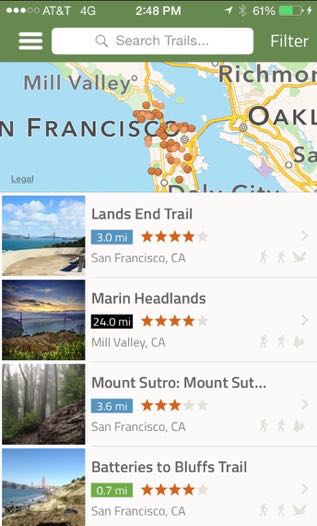 AT&T 4G 2:48 PM 61%
Search Trails... Filter
Mill Valley
Richmon
N FRANCISCO
OAKL
Sa
Daly City
Legal
Lands End Trail
3.0 mi
San Francisco, CA
Marin Headlands
24.0 mi
Mill Valley, CA
Mount Sutro: Mount Sut...
3.6 mi
San Francisco, CA
Batteries to Bluffs Trail
0.7 mi
San Francisco, CA